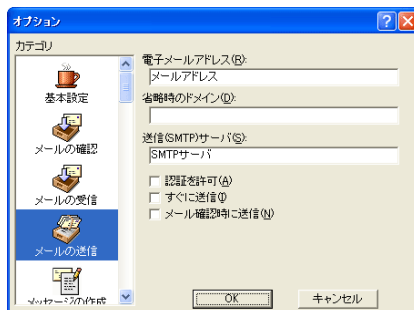 オプション
カテゴリ
基本設定
メールの確認
メールの受信
メールの送信
メッセージの作成
電子メールアドレス(R):
メールアドレス
省略時のドメイン(D):
送信(SMTP)サーバ(S):
SMTPサーバ
認証を許可(A)
すぐに送信(I)
メール確認時に送信(N)
OK
キャンセル